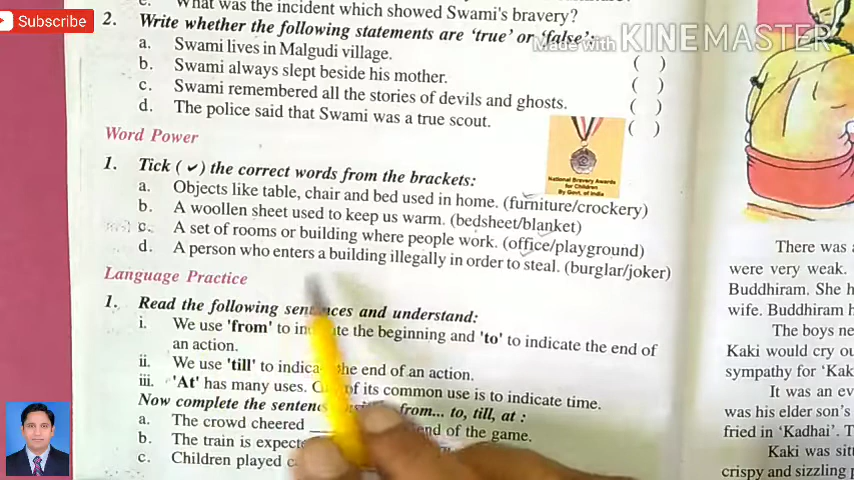 What was the incident which showed Swami's bravery?
Subscribe
Made with KINEMASTER
2. Write whether the following statements are 'true' or 'false':
a. Swami lives in Malgudi village. ( )
b. Swami always slept beside his mother. ( )
c. Swami remembered all the stories of devils and ghosts. ( )
d. The police said that Swami was a true scout. ( )
Word Power
1. Tick (✔) the correct words from the brackets:
a. Objects like table, chair and bed used in home. (furniture/crockery)
b. A woollen sheet used to keep us warm. (bedsheet/blanket)
c. A set of rooms or building where people work. (office/playground)
d. A person who enters a building illegally in order to steal. (burglar/joker)
National Bravery Awards
for Children
By Govt. of India
Language Practice
1. Read the following sentences and understand:
i. We use 'from' to indicate the beginning and 'to' to indicate the end of
an action.
ii. We use 'till' to indicate the end of an action.
iii. 'At' has many uses. of its common use is to indicate time.
Now complete the sentences from... to, till, at :
a. The crowd cheered ____ end of the game.
b. The train is
c. Children played
There was
were very weak.
Buddhiram. She
wife. Buddhiram
The boys
Kaki would cry
sympathy for
It was an
was his elder son's
fried in 'Kadhai'.
Kaki was
crispy and sizzling